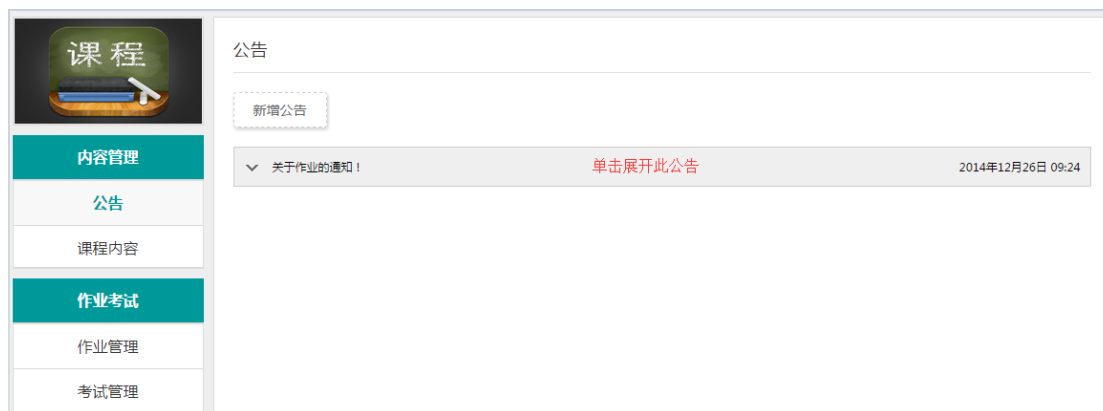 课程
内容管理
公告
课程内容
作业考试
作业管理
考试管理
公告
新增公告
关于作业的通知！ 单击展开此公告 2014年12月26日 09:24